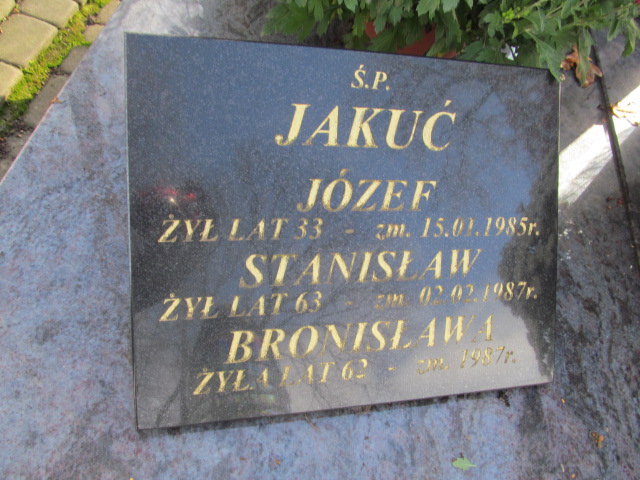 Ś.P.
JAKUĆ
JÓZEF
ŻYŁ LAT 33 - zm. 15.01.1985r.
STANISŁAW
ŻYŁ LAT 63 - zm. 02.02.1987r.
BRONISŁAWA
ŻYŁA LAT 62 - zm. 1987r.